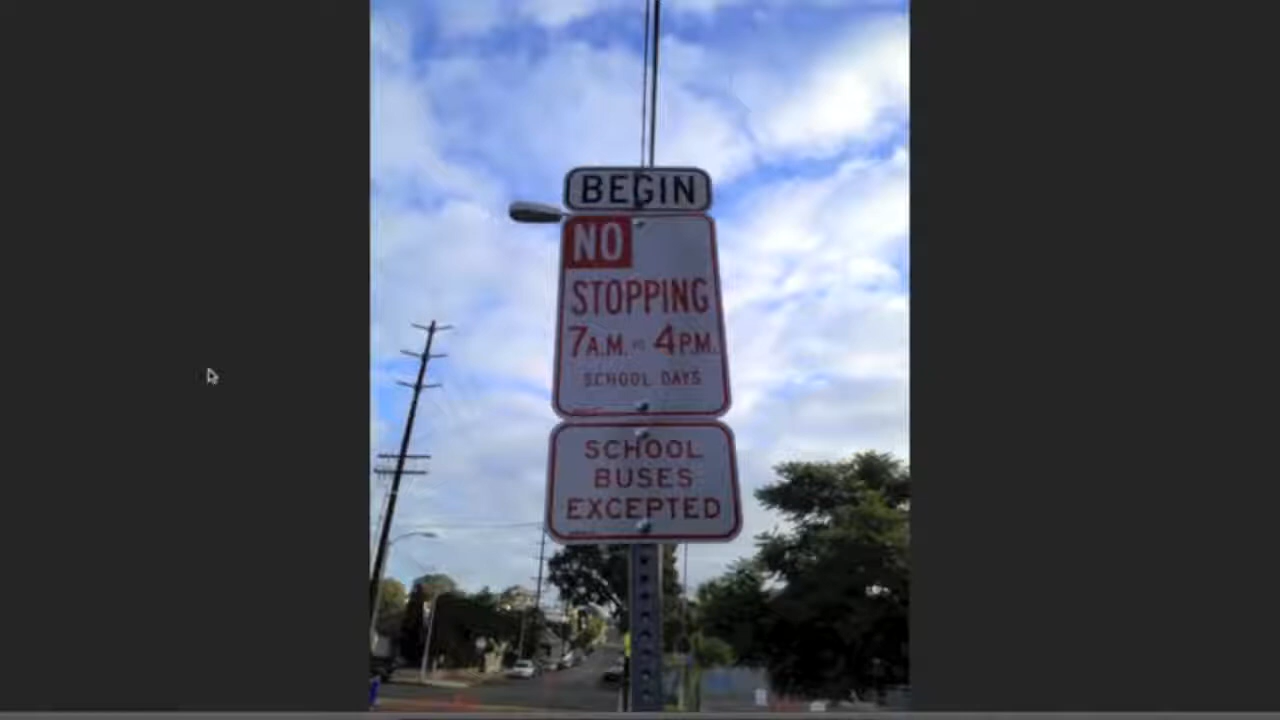 BEGIN
NO
STOPPING
7A.M. TO 4P.M.
SCHOOL DAYS
SCHOOL
BUSES
EXCEPTED